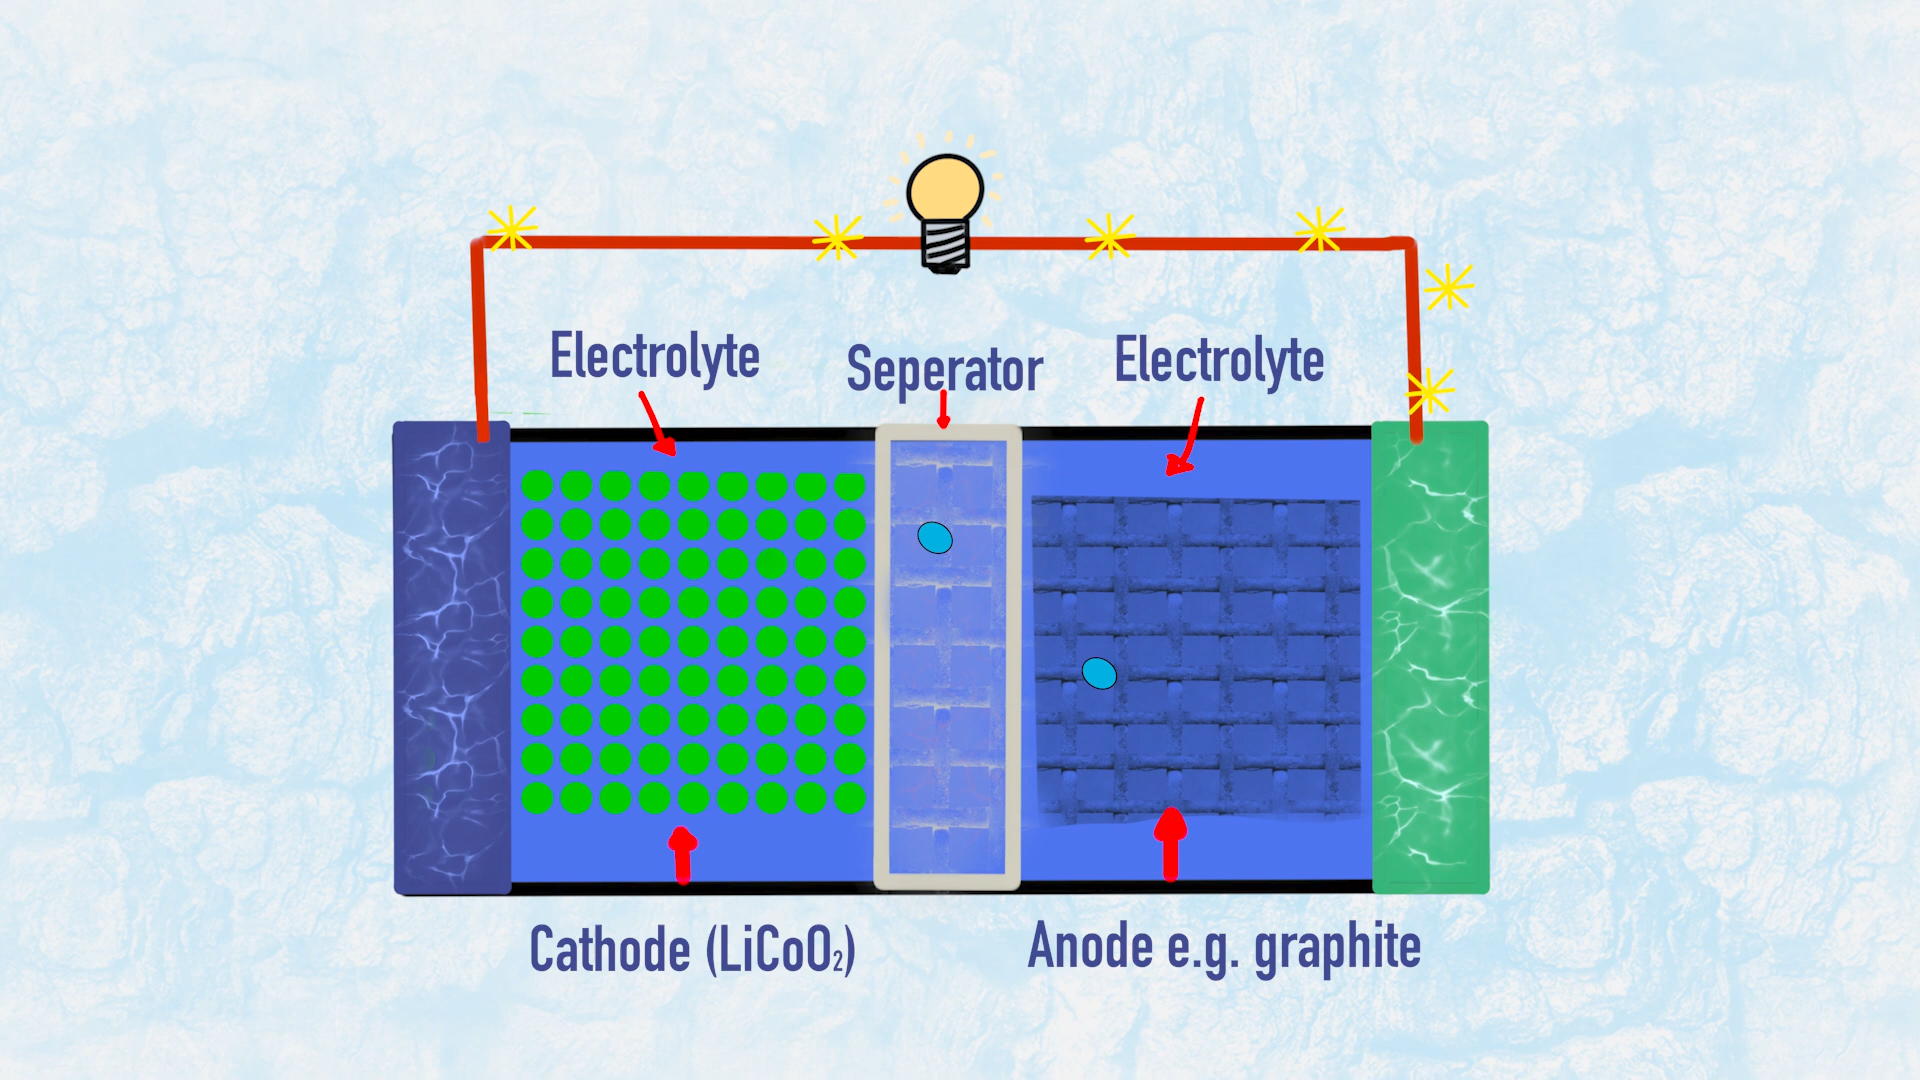 Electrolyte
Seperator
Electrolyte
Cathode (LiCoO₂)
Anode e.g. graphite